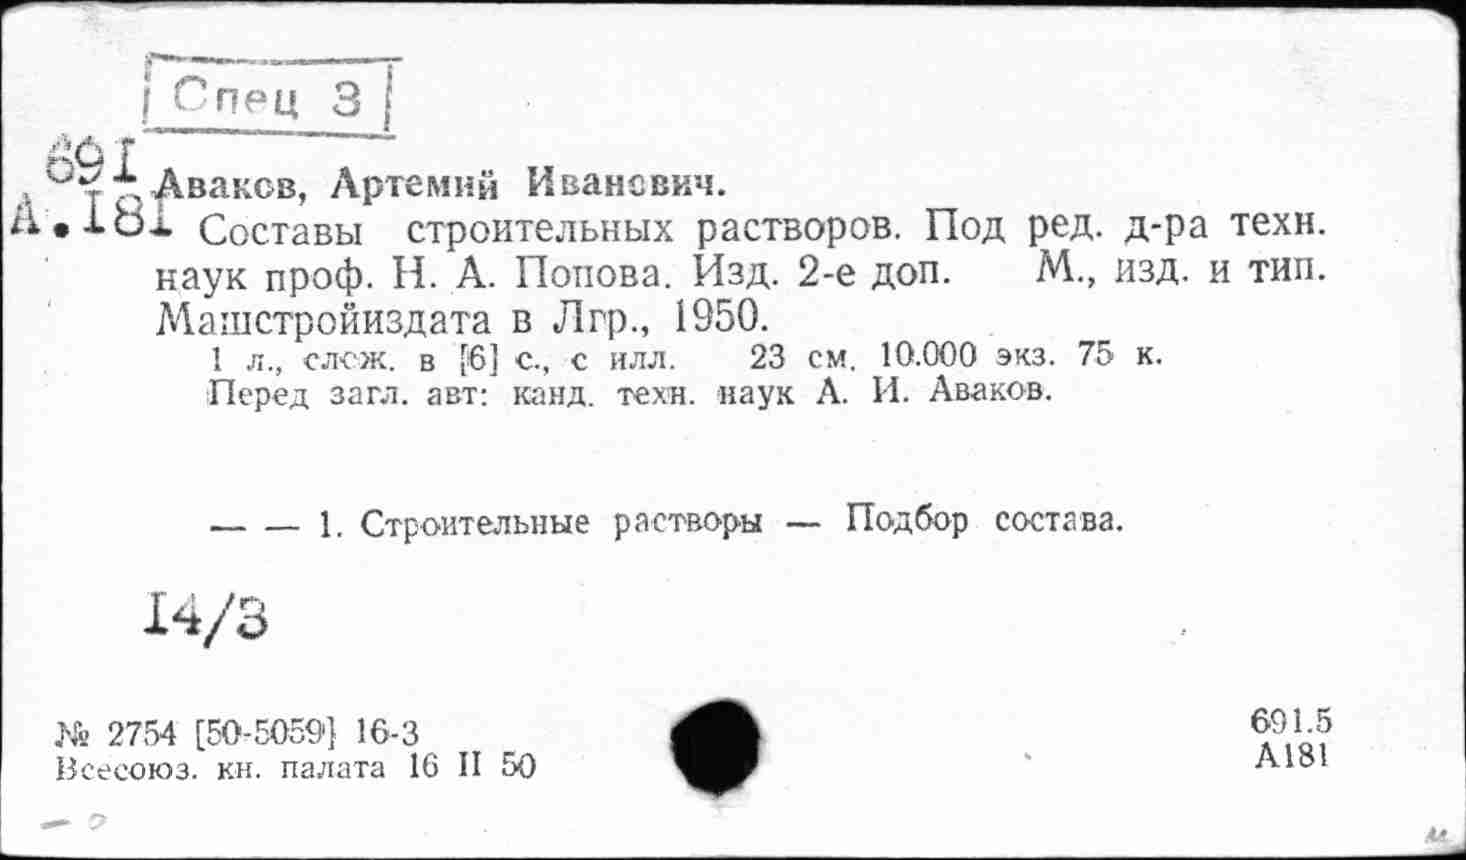 Спец 3
691
А.181
Аваков, Артемий Иванович.
Составы строительных растворов. Под ред. д-ра техн.
наук проф. Н. А. Попова. Изд. 2-е доп. М., изд. и тип.
Машстройиздата в Лгр., 1950.
1 л., слож. в [6] с., с илл. 23 см. 10.000 экз. 75 к.
Перед загл. авт: канд. техн. наук А. И. Аваков.
— — 1. Строительные растворы — Подбор состава.
14/3
№ 2754 [50-5059] 16-3
691.5
Всесоюз. кн. палата 16 II 50
А181